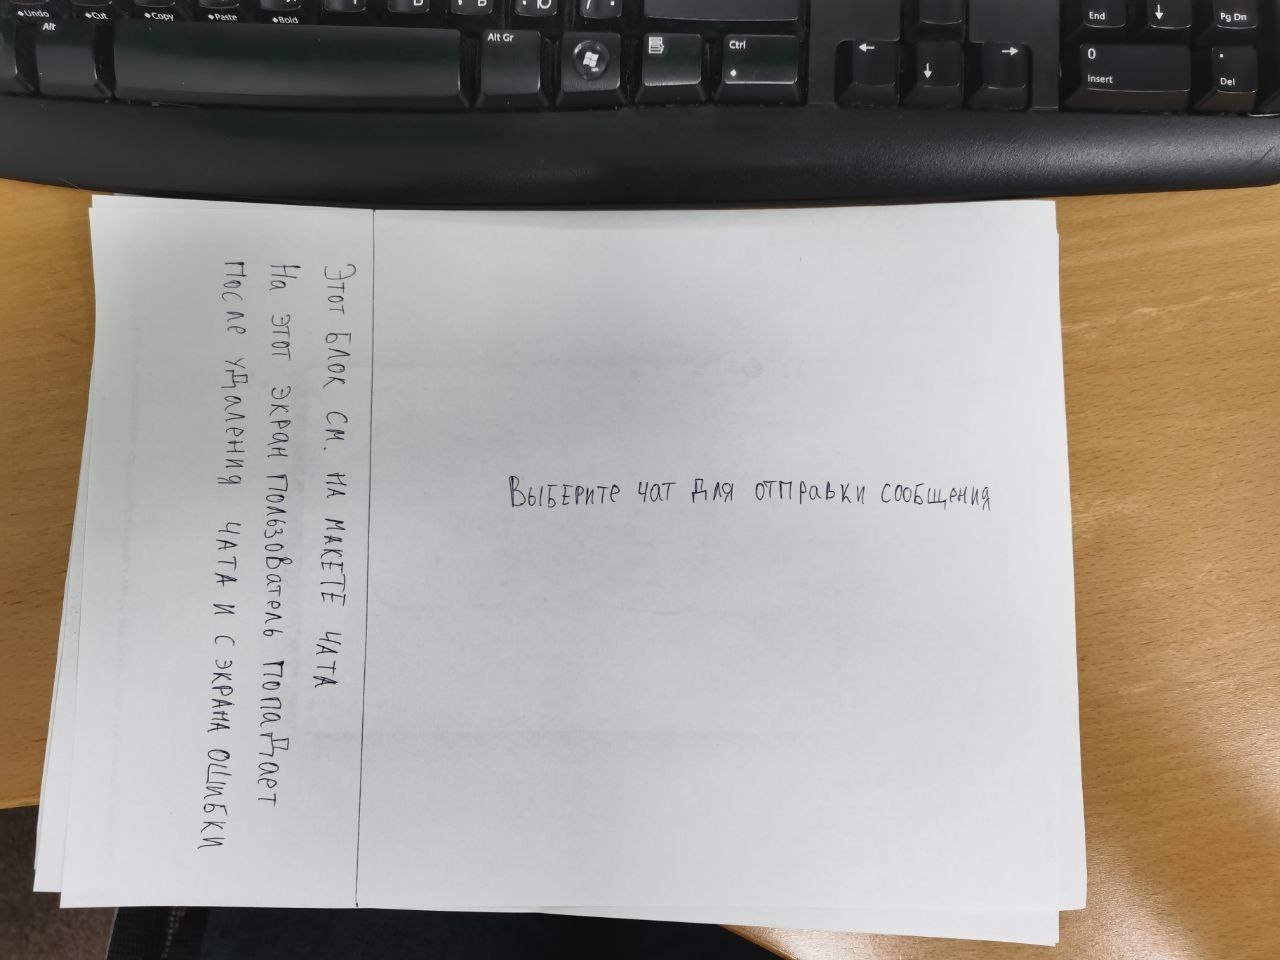 Undo
Cut
Copy
Paste
Bold
Alt
Alt Gr
Ctrl
End
Pg Dn
0
Insert
.
Del
Этот блок см. на макете чата
На этот экран пользователь попадает
После удаления чата и с экрана ошибки
Выберите чат для отправки сообщения